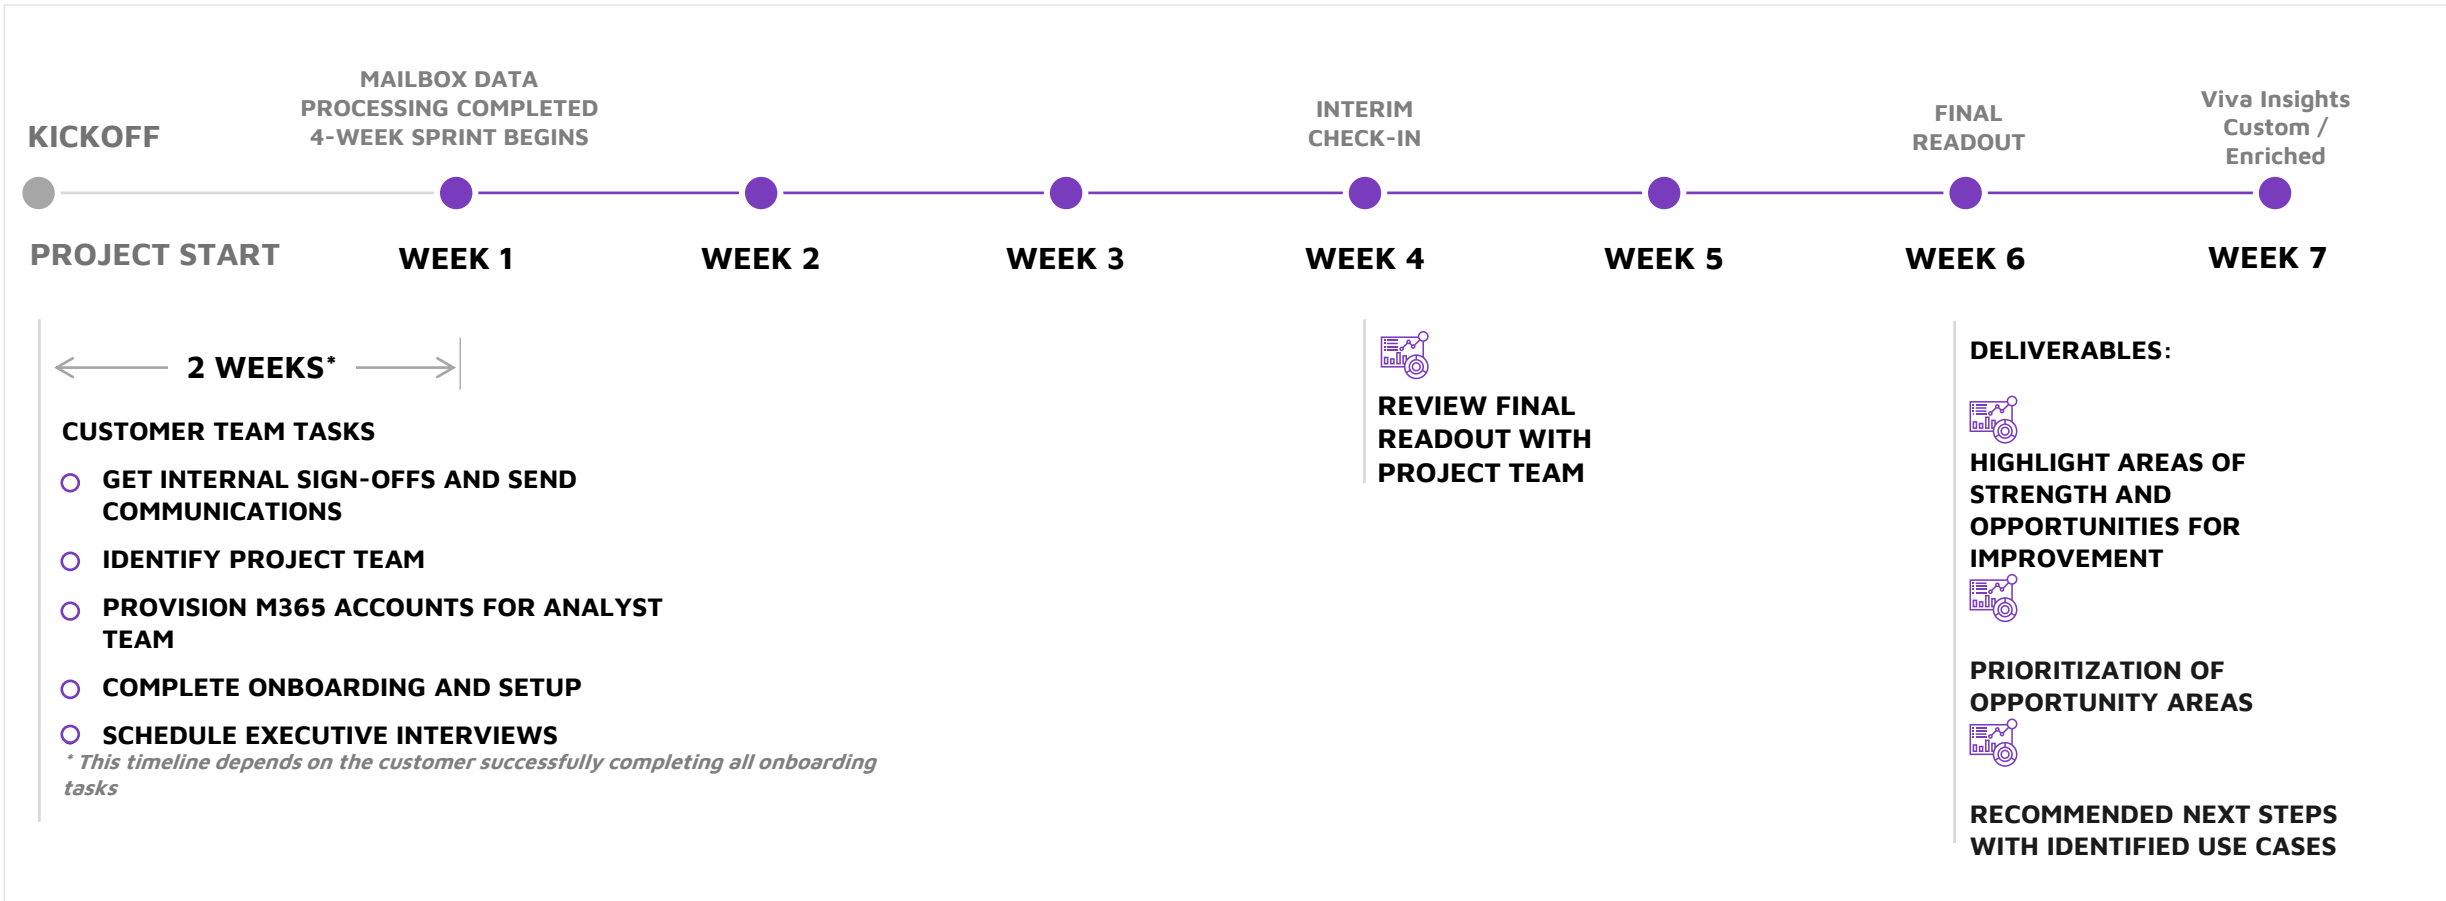 KICKOFF
MAILBOX DATA
PROCESSING COMPLETED
4-WEEK SPRINT BEGINS
INTERIM
CHECK-IN
FINAL
READOUT
Viva Insights
Custom /
Enriched
PROJECT START
WEEK 1
WEEK 2
WEEK 3
WEEK 4
WEEK 5
WEEK 6
WEEK 7
2 WEEKS*
CUSTOMER TEAM TASKS
GET INTERNAL SIGN-OFFS AND SEND
COMMUNICATIONS
IDENTIFY PROJECT TEAM
PROVISION M365 ACCOUNTS FOR ANALYST
TEAM
COMPLETE ONBOARDING AND SETUP
SCHEDULE EXECUTIVE INTERVIEWS
* This timeline depends on the customer successfully completing all onboarding
tasks
REVIEW FINAL
READOUT WITH
PROJECT TEAM
DELIVERABLES:
HIGHLIGHT AREAS OF
STRENGTH AND
OPPORTUNITIES FOR
IMPROVEMENT
PRIORITIZATION OF
OPPORTUNITY AREAS
RECOMMENDED NEXT STEPS
WITH IDENTIFIED USE CASES